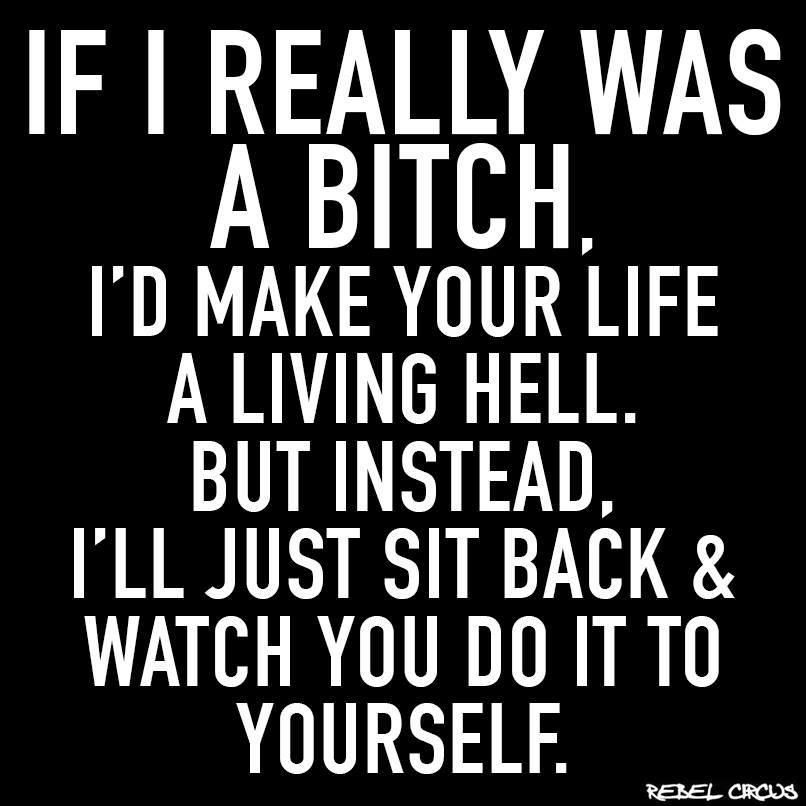 IF I REALLY WAS
A BITCH,
I'D MAKE YOUR LIFE
A LIVING HELL.
BUT INSTEAD,
I'LL JUST SIT BACK &
WATCH YOU DO IT TO
YOURSELF.
REBEL CIRCUS